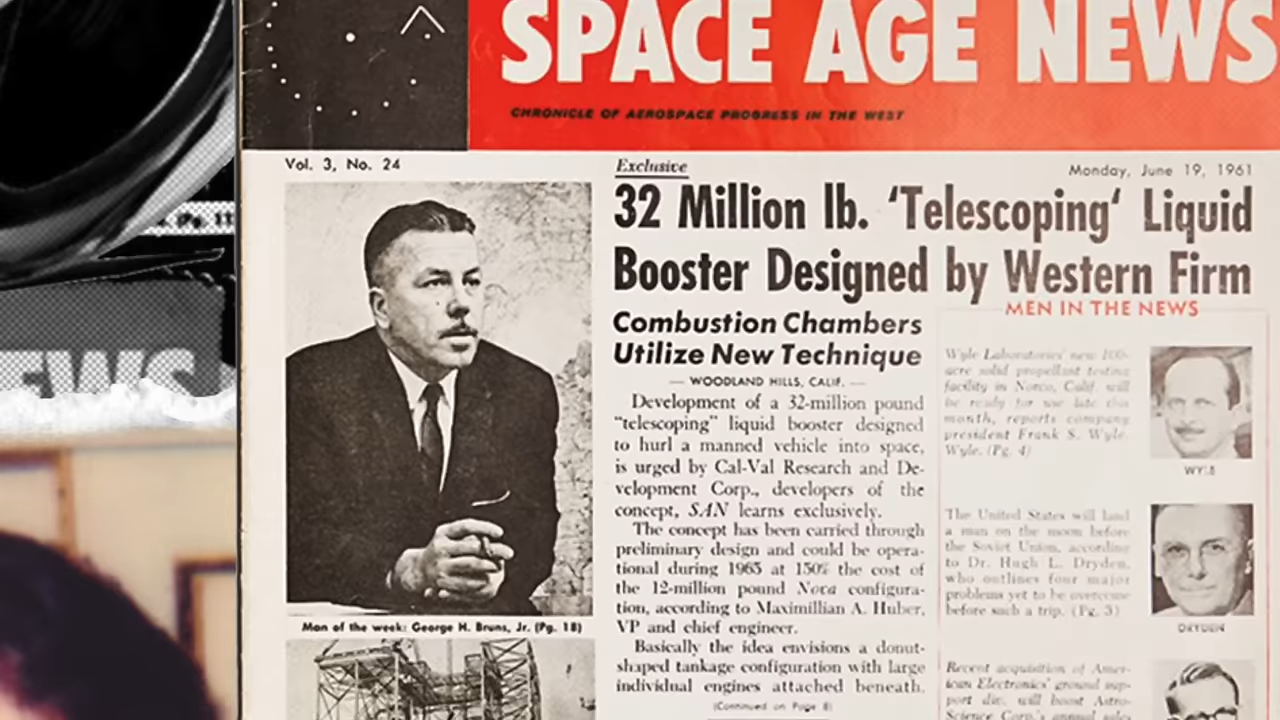 SPACE AGE NEWS
CHRONICLE OF AEROSPACE PROGRESS IN THE WEST
Vol. 3, No. 24
Monday, June 19, 1961
Exclusive
32 Million lb. ‘Telescoping‘ Liquid
Booster Designed by Western Firm
Combustion Chambers
Utilize New Technique
— WOODLAND HILLS, CALIF. —
Development of a 32-million pound
"telescoping" liquid booster designed
to hurl a manned vehicle into space,
is urged by Cal-Val Research and De-
velopment Corp., developers of the
concept, SAN learns exclusively.
The concept has been carried through
preliminary design and could be opera-
tional during 1965 at 150% the cost of
the 12-million pound Nova configura-
tion, according to Maximillian A. Huber,
VP and chief engineer.
Basically the idea envisions a donut-
shaped tankage configuration with large
individual engines attached beneath.
(Continued on Page 8)
MEN IN THE NEWS
Wyle Laboratories' new 100-
acre solid propellant testing
facility in Norco, Calif. will
be ready for use late this
month, reports company
president Frank S. Wyle.
Wyle. (Pg. 4)
WYLE
The United States will land
a man on the moon before
the Soviet Union, according
to Dr. Hugh L. Dryden,
who outlines four major
problems yet to be overcome
before such a trip. (Pg. 5)
DRYDEN
Recent acquisition of Amer-
ican Electronics' ground sup-
port div. will boost Astro-
Science Corp.'s annual sales
Man of the week: George H. Bruns, Jr. (Pg. 18)
EWS